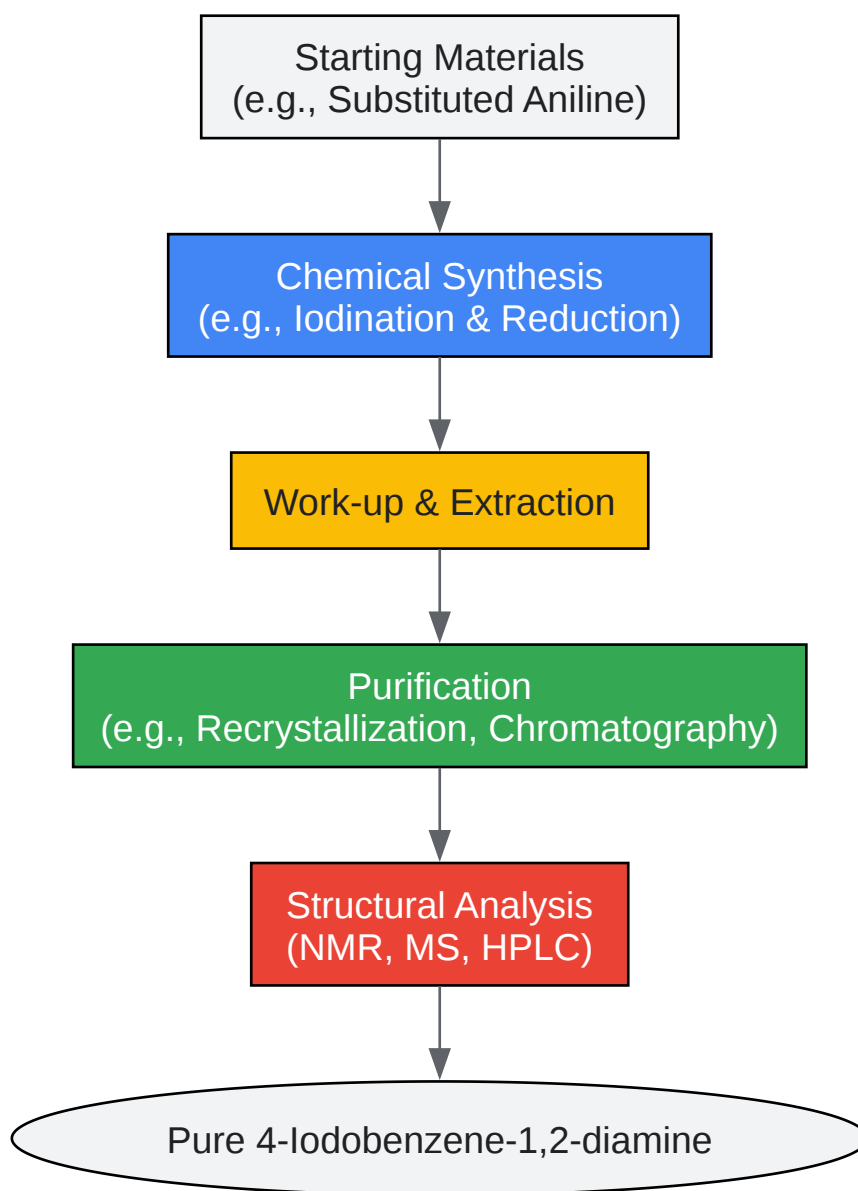 Starting Materials
(e.g., Substituted Aniline)
Chemical Synthesis
(e.g., Iodination & Reduction)
Work-up & Extraction
Purification
(e.g., Recrystallization, Chromatography)
Structural Analysis
(NMR, MS, HPLC)
Pure 4-Iodobenzene-1,2-diamine